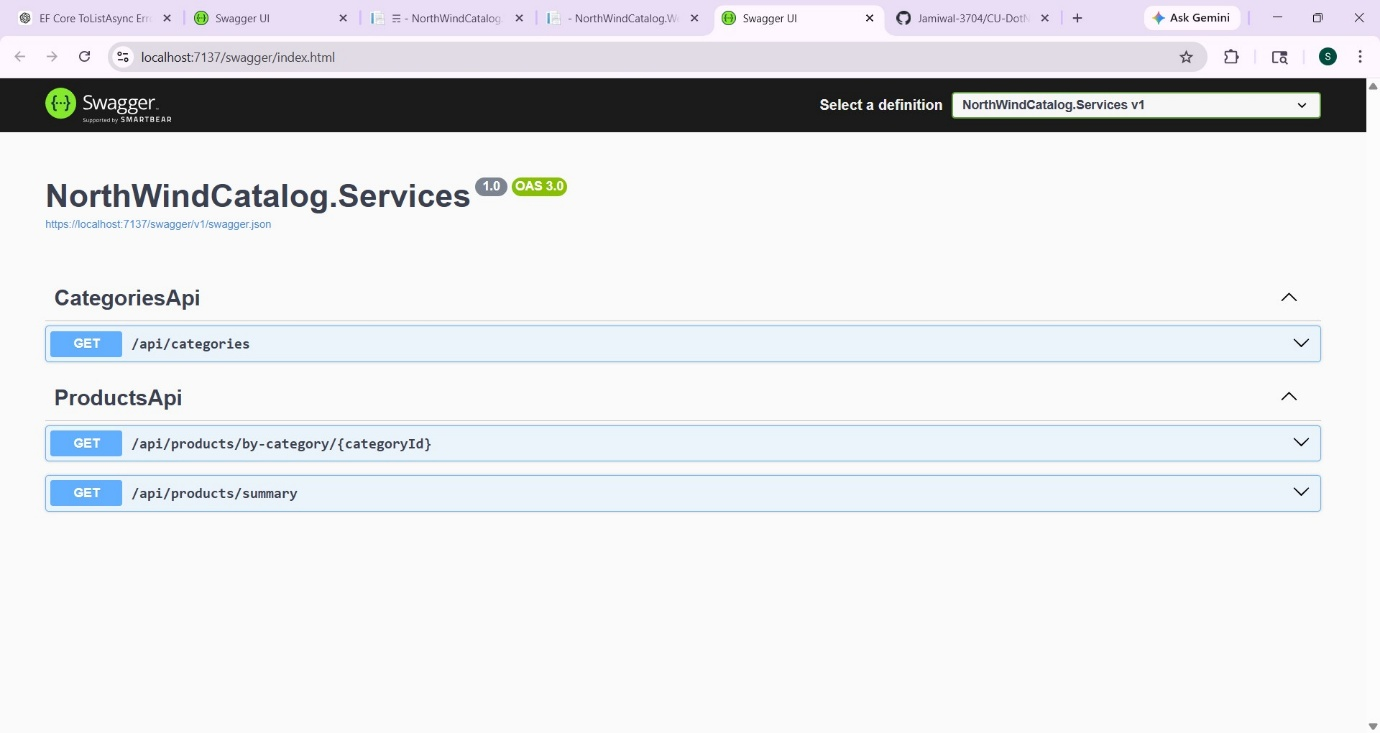 EF Core ToListAsync Err
Swagger UI
☴ - NorthWindCatalog.
- NorthWindCatalog.W
Swagger UI
Jamiwal-3704/CU-DotN
Ask Gemini
localhost:7137/swagger/index.html
S
Swagger
Supported by SMARTBEAR
Select a definition
NorthWindCatalog.Services v1
NorthWindCatalog.Services 1.0 OAS 3.0
https://localhost:7137/swagger/v1/swagger.json
CategoriesApi
GET /api/categories
ProductsApi
GET /api/products/by-category/{categoryId}
GET /api/products/summary